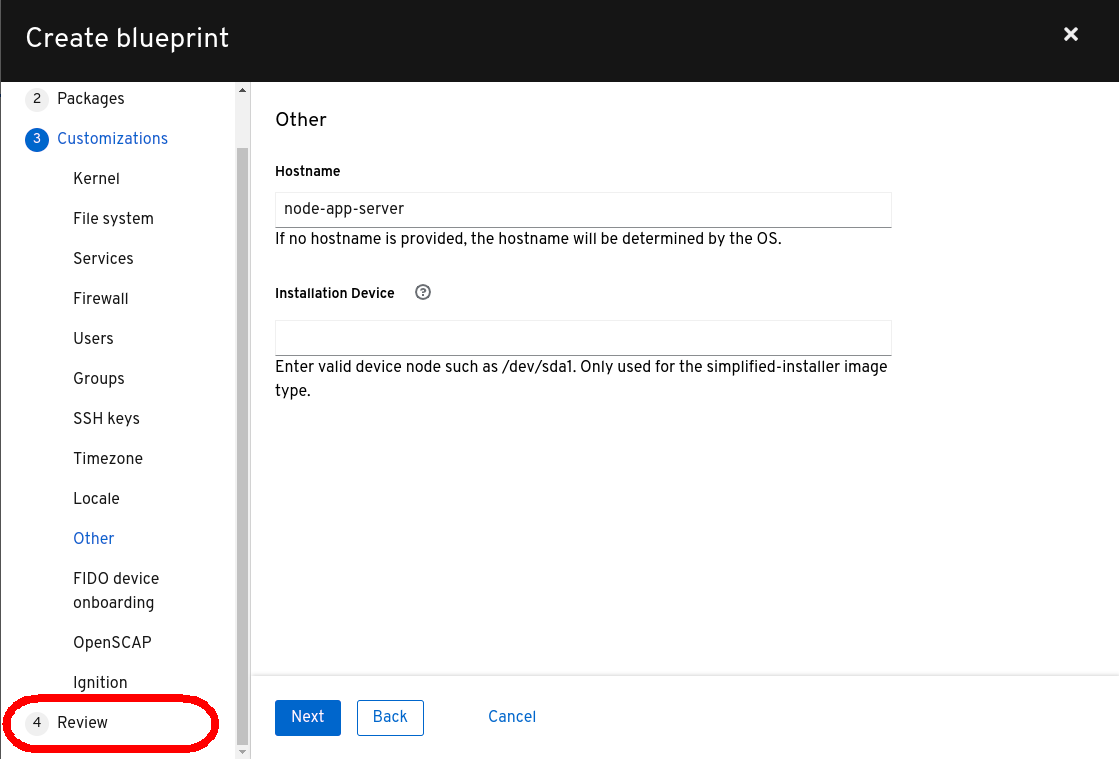 Create blueprint
2 Packages
3 Customizations
Kernel
File system
Services
Firewall
Users
Groups
SSH keys
Timezone
Locale
Other
FIDO device
onboarding
OpenSCAP
Ignition
4 Review
Other
Hostname
node-app-server
If no hostname is provided, the hostname will be determined by the OS.
Installation Device ?
Enter valid device node such as /dev/sda1. Only used for the simplified-installer image
type.
Next Back Cancel